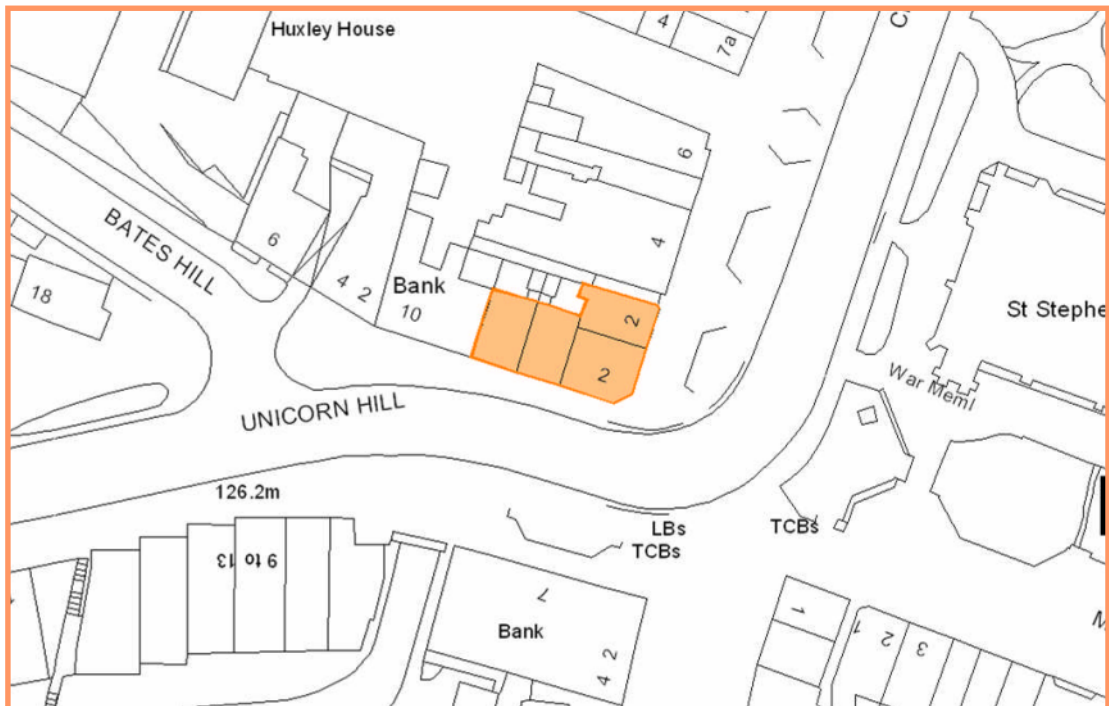 Huxley House
4
7a
6
BATES HILL
6
4
4 2
Bank
10
18
2
2
St Stephe
War Meml
UNICORN HILL
126.2m
LBs
TCBs
TCBs
9 to 13
7
Bank
4 2
1
1
2
3